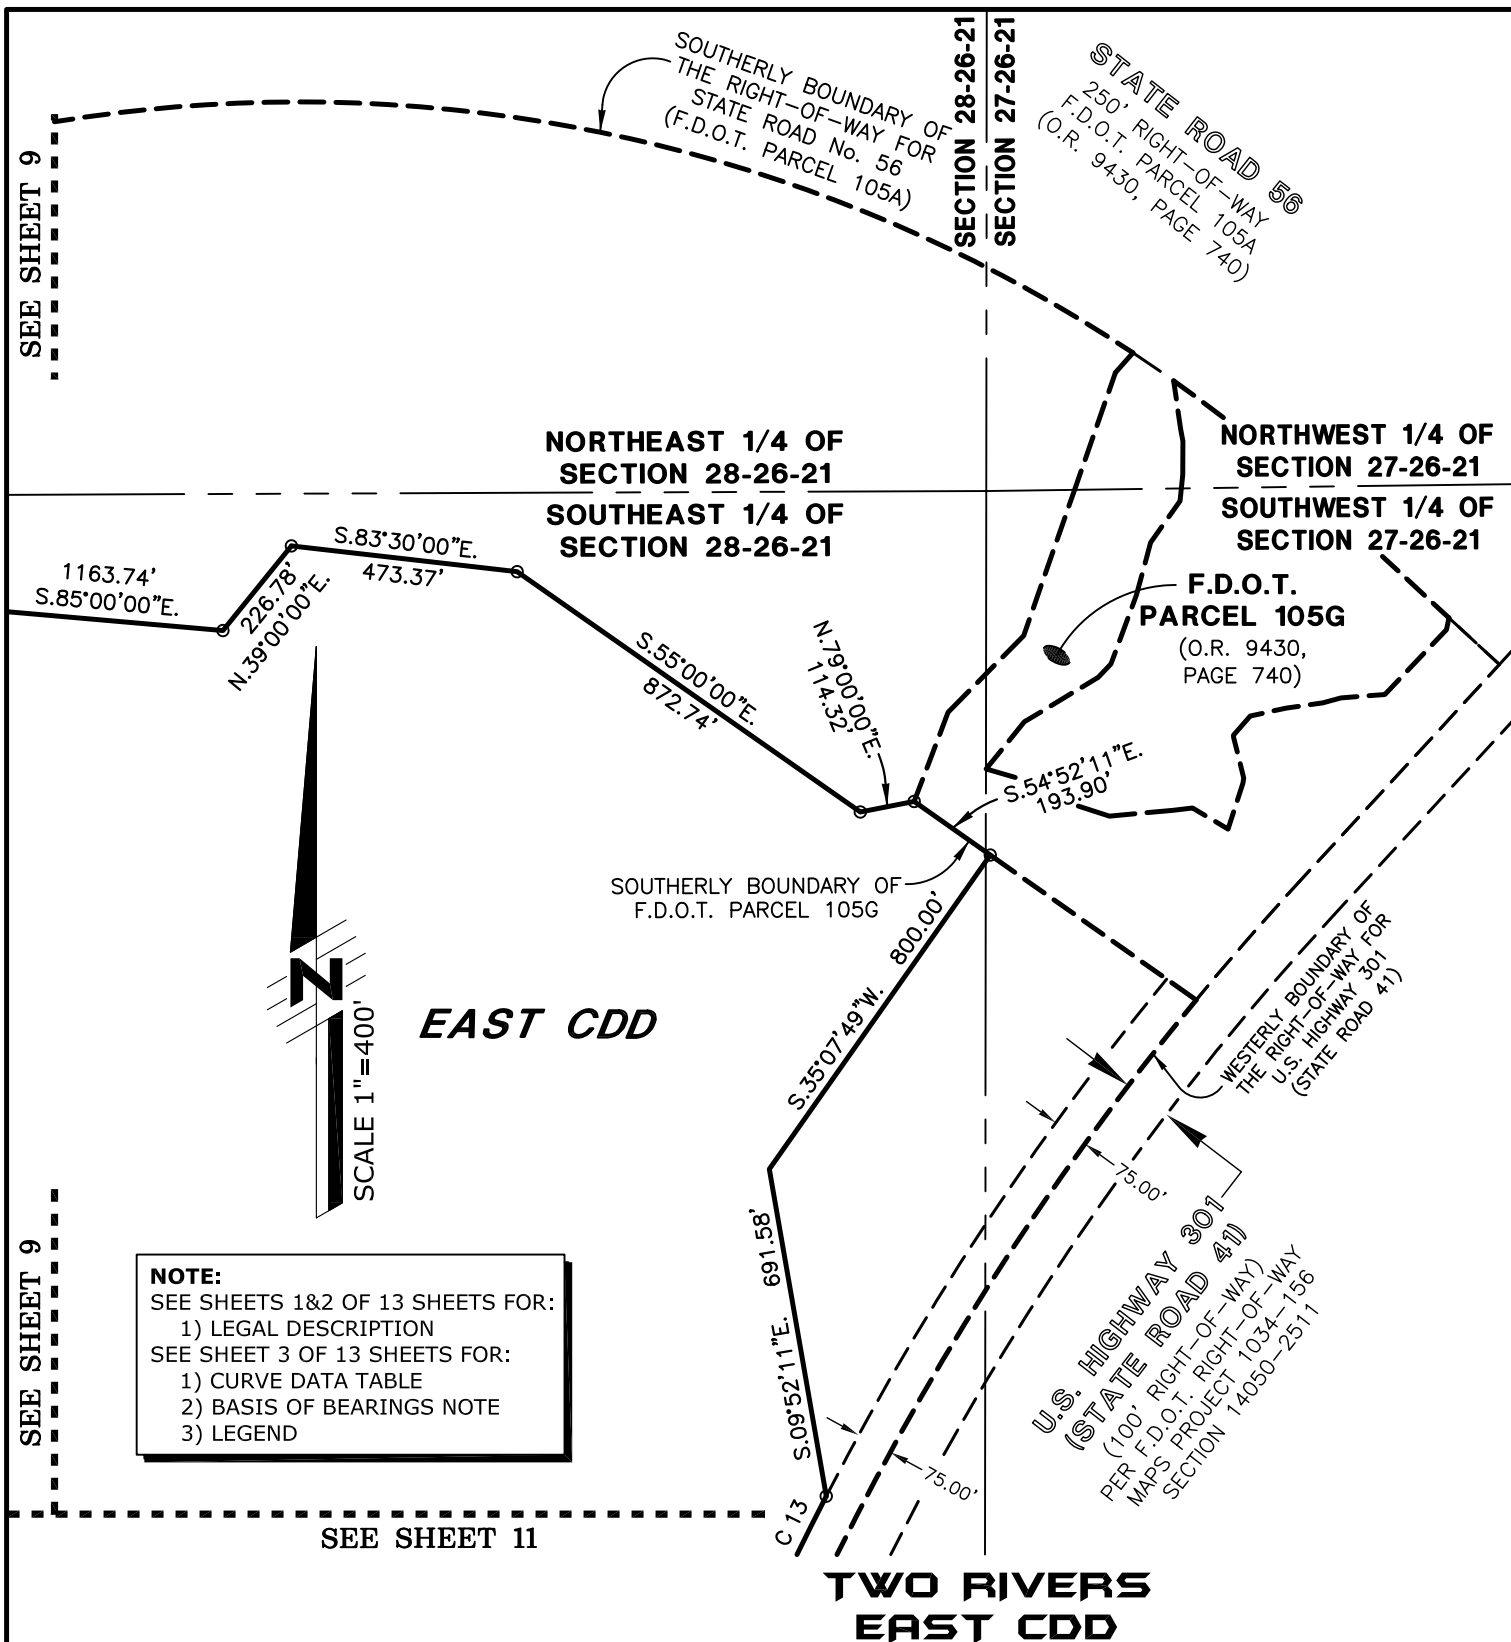 SOUTHERLY BOUNDARY OF
THE RIGHT-OF-WAY FOR
STATE ROAD No. 56
(F.D.O.T. PARCEL 105A)
SECTION 28-26-21
SECTION 27-26-21
STATE ROAD 56
250' RIGHT-OF-WAY
F.D.O.T. PARCEL 105A
(O.R. 9430, PAGE 740)
SEE SHEET 9
NORTHEAST 1/4 OF
SECTION 28-26-21
NORTHWEST 1/4 OF
SECTION 27-26-21
SOUTHEAST 1/4 OF
SECTION 28-26-21
SOUTHWEST 1/4 OF
SECTION 27-26-21
1163.74'
S.85°00'00"E.
226.78'
N.39°00'00"E.
S.83°30'00"E.
473.37'
S.55°00'00"E.
872.74'
N.79°00'00"E.
114.32'
F.D.O.T.
PARCEL 105G
(O.R. 9430,
PAGE 740)
S.54°52'11"E.
193.90'
SOUTHERLY BOUNDARY OF
F.D.O.T. PARCEL 105G
S.35°07'49"W. 800.00'
WESTERLY BOUNDARY OF
THE RIGHT-OF-WAY FOR
U.S. HIGHWAY 301
(STATE ROAD 41)
N
SCALE 1"=400'
EAST CDD
75.00'
U.S. HIGHWAY 301
(STATE ROAD 41)
(100' RIGHT-OF-WAY)
PER F.D.O.T. RIGHT-OF-WAY
MAPS PROJECT 1034-156
SECTION 14050-2511
S.09°52'11"E. 691.58'
75.00'
C 13
SEE SHEET 9
NOTE:
SEE SHEETS 1&2 OF 13 SHEETS FOR:
1) LEGAL DESCRIPTION
SEE SHEET 3 OF 13 SHEETS FOR:
1) CURVE DATA TABLE
2) BASIS OF BEARINGS NOTE
3) LEGEND
SEE SHEET 11
TWO RIVERS
EAST CDD